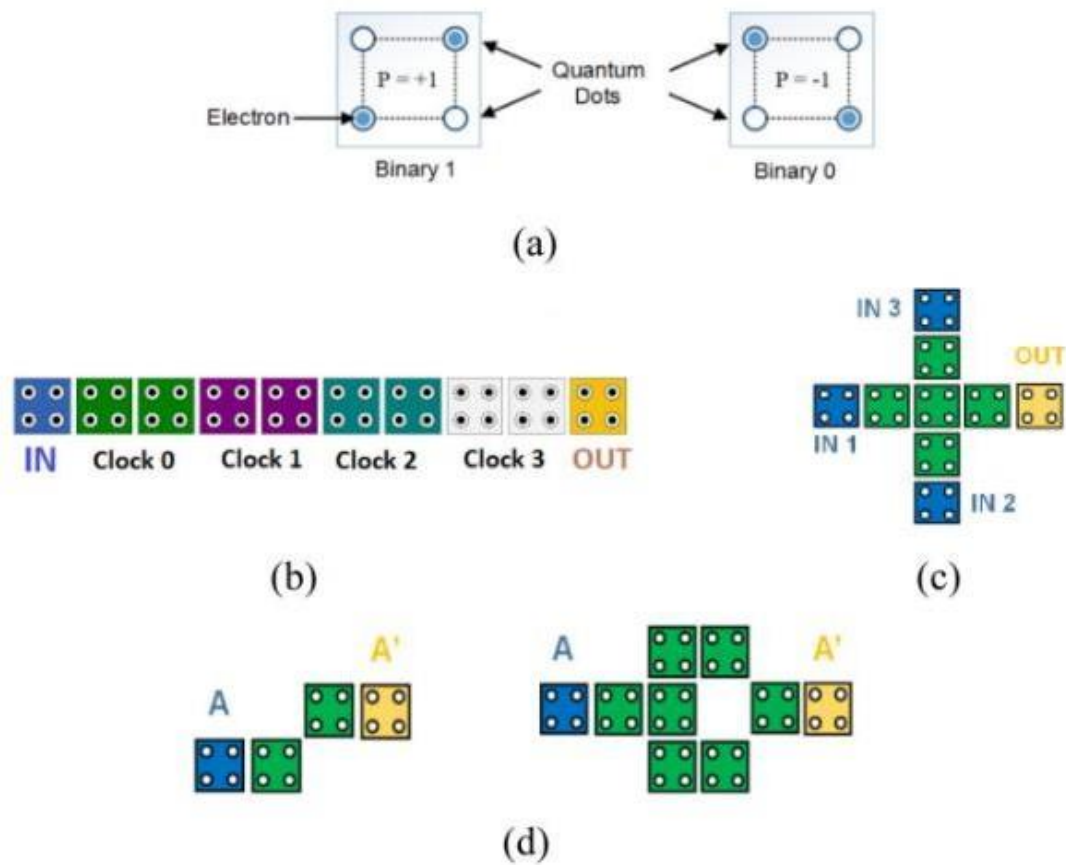 P = +1
Quantum Dots
P = -1
Electron
Binary 1
Binary 0
(a)
IN 3
OUT
IN Clock 0 Clock 1 Clock 2 Clock 3 OUT
IN 1
IN 2
(b)
(c)
A
A'
A
A'
(d)